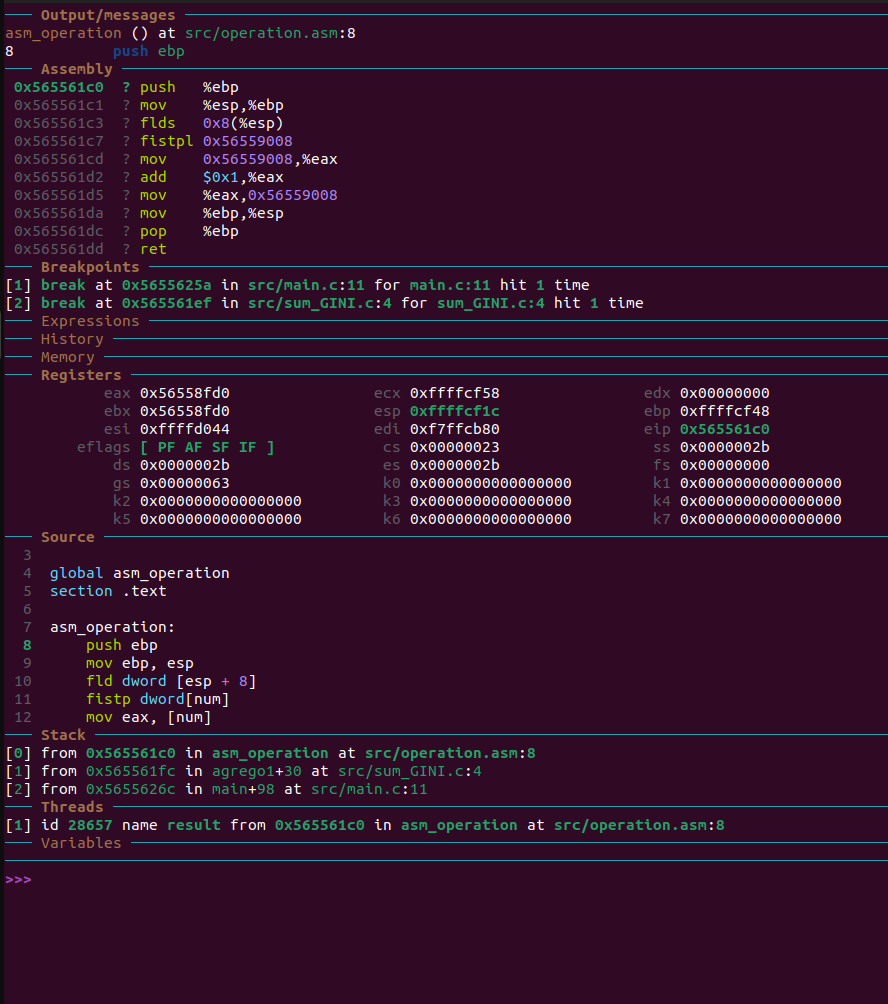 Output/messages
asm_operation () at src/operation.asm:8
8 push ebp
Assembly
0x565561c0 ? push %ebp
0x565561c1 ? mov %esp,%ebp
0x565561c3 ? flds 0x8(%esp)
0x565561c7 ? fistpl 0x56559008
0x565561cd ? mov 0x56559008,%eax
0x565561d2 ? add $0x1,%eax
0x565561d5 ? mov %eax,0x56559008
0x565561da ? mov %ebp,%esp
0x565561dc ? pop %ebp
0x565561dd ? ret
Breakpoints
[1] break at 0x5655625a in src/main.c:11 for main.c:11 hit 1 time
[2] break at 0x565561ef in src/sum_GINI.c:4 for sum_GINI.c:4 hit 1 time
Expressions
History
Memory
Registers
eax 0x56558fd0 ecx 0xffffcf58 edx 0x00000000
ebx 0x56558fd0 esp 0xffffcf1c ebp 0xffffcf48
esi 0xffffd044 edi 0xf7ffcb80 eip 0x565561c0
eflags [ PF AF SF IF ] cs 0x00000023 ss 0x0000002b
ds 0x0000002b es 0x0000002b fs 0x00000000
gs 0x00000063 k0 0x0000000000000000 k1 0x0000000000000000
k2 0x0000000000000000 k3 0x0000000000000000 k4 0x0000000000000000
k5 0x0000000000000000 k6 0x0000000000000000 k7 0x0000000000000000
Source
3
4 global asm_operation
5 section .text
6
7 asm_operation:
8 push ebp
9 mov ebp, esp
10 fld dword [esp + 8]
11 fistp dword[num]
12 mov eax, [num]
Stack
[0] from 0x565561c0 in asm_operation at src/operation.asm:8
[1] from 0x565561fc in agrego1+30 at src/sum_GINI.c:4
[2] from 0x5655626c in main+98 at src/main.c:11
Threads
[1] id 28657 name result from 0x565561c0 in asm_operation at src/operation.asm:8
Variables
>>>